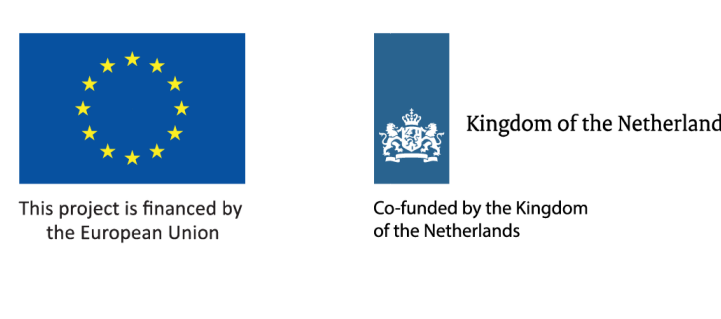 Kingdom of the Netherland
This project is financed by
the European Union
Co-funded by the Kingdom
of the Netherlands